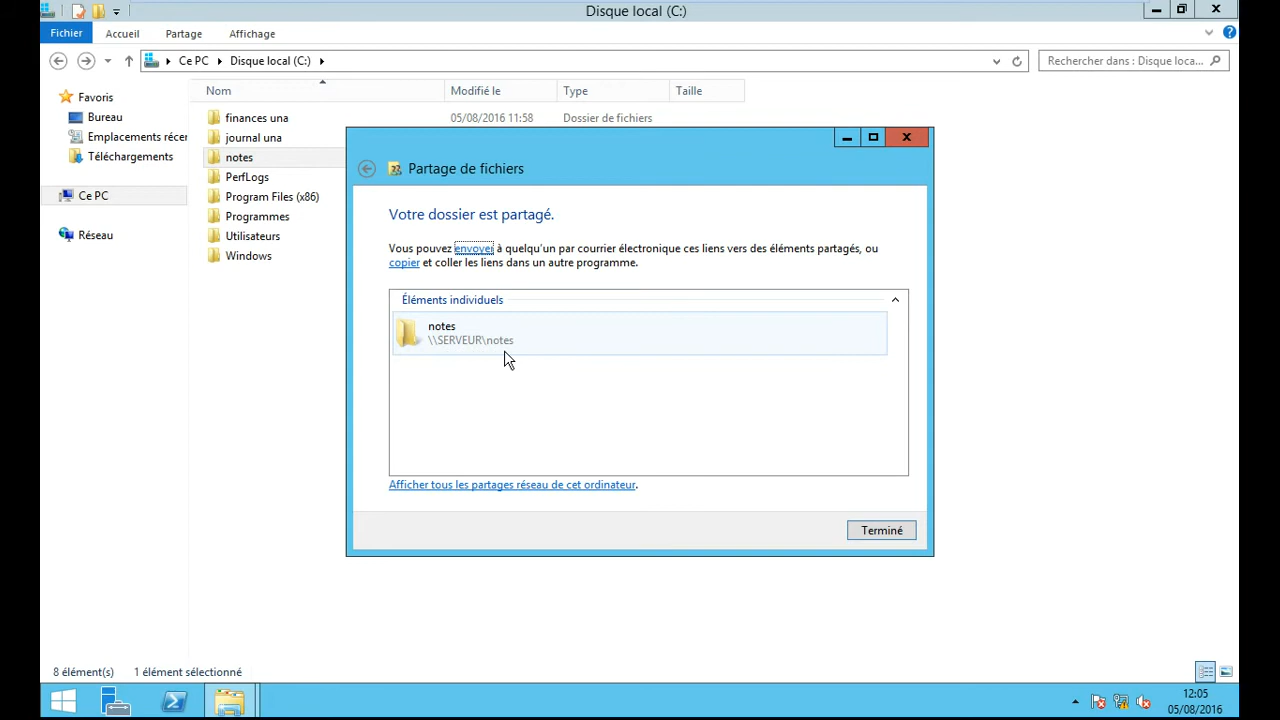 Disque local (C:)
Fichier Accueil Partage Affichage
Ce PC Disque local (C:) Rechercher dans : Disque loca...
Nom Modifié le Type Taille
Favoris
Bureau
Emplacements récer
Téléchargements
Ce PC
Réseau
finances una 05/08/2016 11:58 Dossier de fichiers
journal una
notes
PerfLogs
Program Files (x86)
Programmes
Utilisateurs
Windows
Partage de fichiers
Votre dossier est partagé.
Vous pouvez envoyer à quelqu'un par courrier électronique ces liens vers des éléments partagés, ou
copier et coller les liens dans un autre programme.
Éléments individuels
notes
\\SERVEUR\notes
Afficher tous les partages réseau de cet ordinateur.
Terminé
8 élément(s) 1 élément sélectionné
12:05
05/08/2016